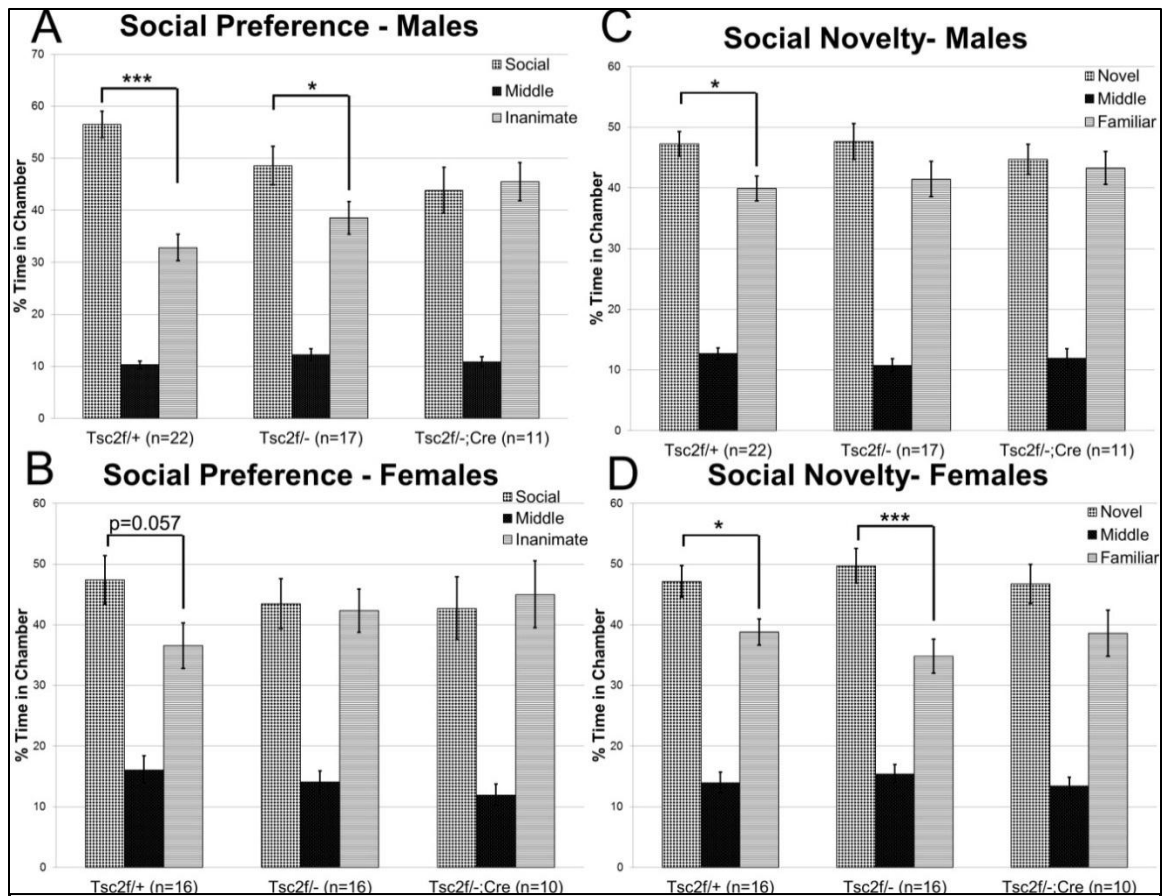 A
Social Preference - Males
70
60
50
40
30
20
10
0
% Time in Chamber
Social
Middle
Inanimate
***
*
Tsc2f/+ (n=22)
Tsc2f/- (n=17)
Tsc2f/-;Cre (n=11)
C
Social Novelty- Males
60
50
40
30
20
10
0
% Time in Chamber
Novel
Middle
Familiar
*
Tsc2f/+ (n=22)
Tsc2f/- (n=17)
Tsc2f/-;Cre (n=11)
B
Social Preference - Females
60
50
40
30
20
10
0
% Time in Chamber
Social
Middle
Inanimate
p=0.057
Tsc2f/+ (n=16)
Tsc2f/- (n=16)
Tsc2f/-;Cre (n=10)
D
Social Novelty- Females
60
50
40
30
20
10
0
% Time in Chamber
Novel
Middle
Familiar
*
***
Tsc2f/+ (n=16)
Tsc2f/- (n=16)
Tsc2f/-;Cre (n=10)